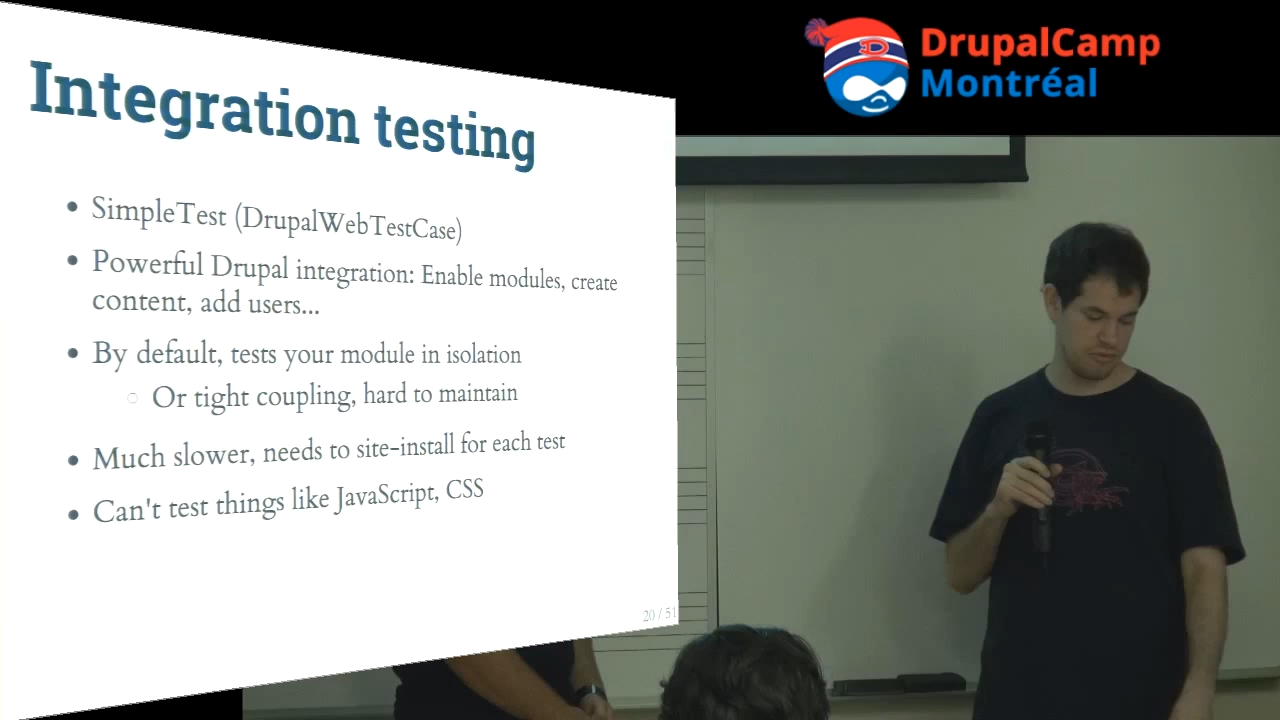 Integration testing
• SimpleTest (DrupalWebTestCase)
• Powerful Drupal integration: Enable modules, create
content, add users...
• By default, tests your module in isolation
○ Or tight coupling, hard to maintain
• Much slower, needs to site-install for each test
• Can't test things like JavaScript, CSS
20 / 51
D
DrupalCamp
Montréal